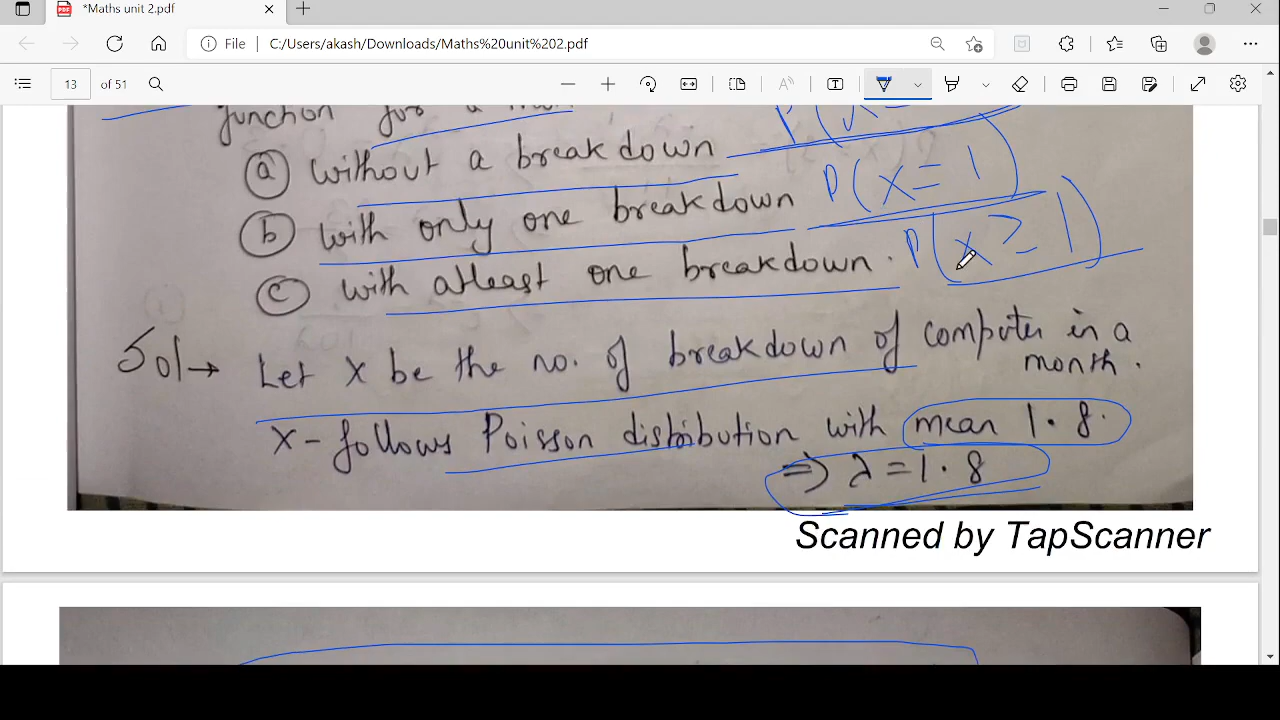 *Maths unit 2.pdf
File C:/Users/akash/Downloads/Maths%20unit%202.pdf
13 of 51
function for a
(a) without a breakdown P(X=
(b) with only one breakdown P(X=1)
(c) with atleast one breakdown. P(X≥1)
Sol→ Let X be the no. of breakdown of computer in a
month.
X-follows Poisson distribution with mean 1.8.
⇒ λ=1.8
Scanned by TapScanner